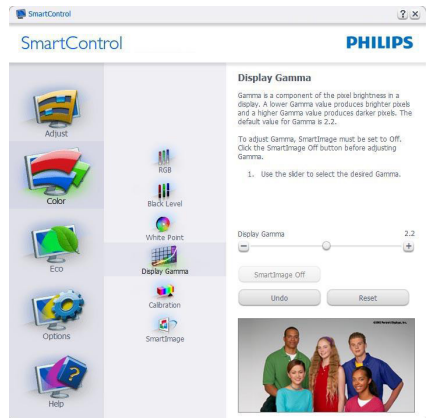 SmartControl
SmartControl
PHILIPS
Adjust
Color
Eco
Options
Help
RGB
Black Level
White Point
Display Gamma
Calibration
SmartImage
Display Gamma
Gamma is a component of the pixel brightness in a
display. A lower Gamma value produces brighter pixels
and a higher Gamma value produces darker pixels. The
default value for Gamma is 2.2.
To adjust Gamma, SmartImage must be set to Off.
Click the SmartImage Off button before adjusting
Gamma.
1. Use the slider to select the desired Gamma.
Display Gamma 2.2
SmartImage Off
Undo Reset